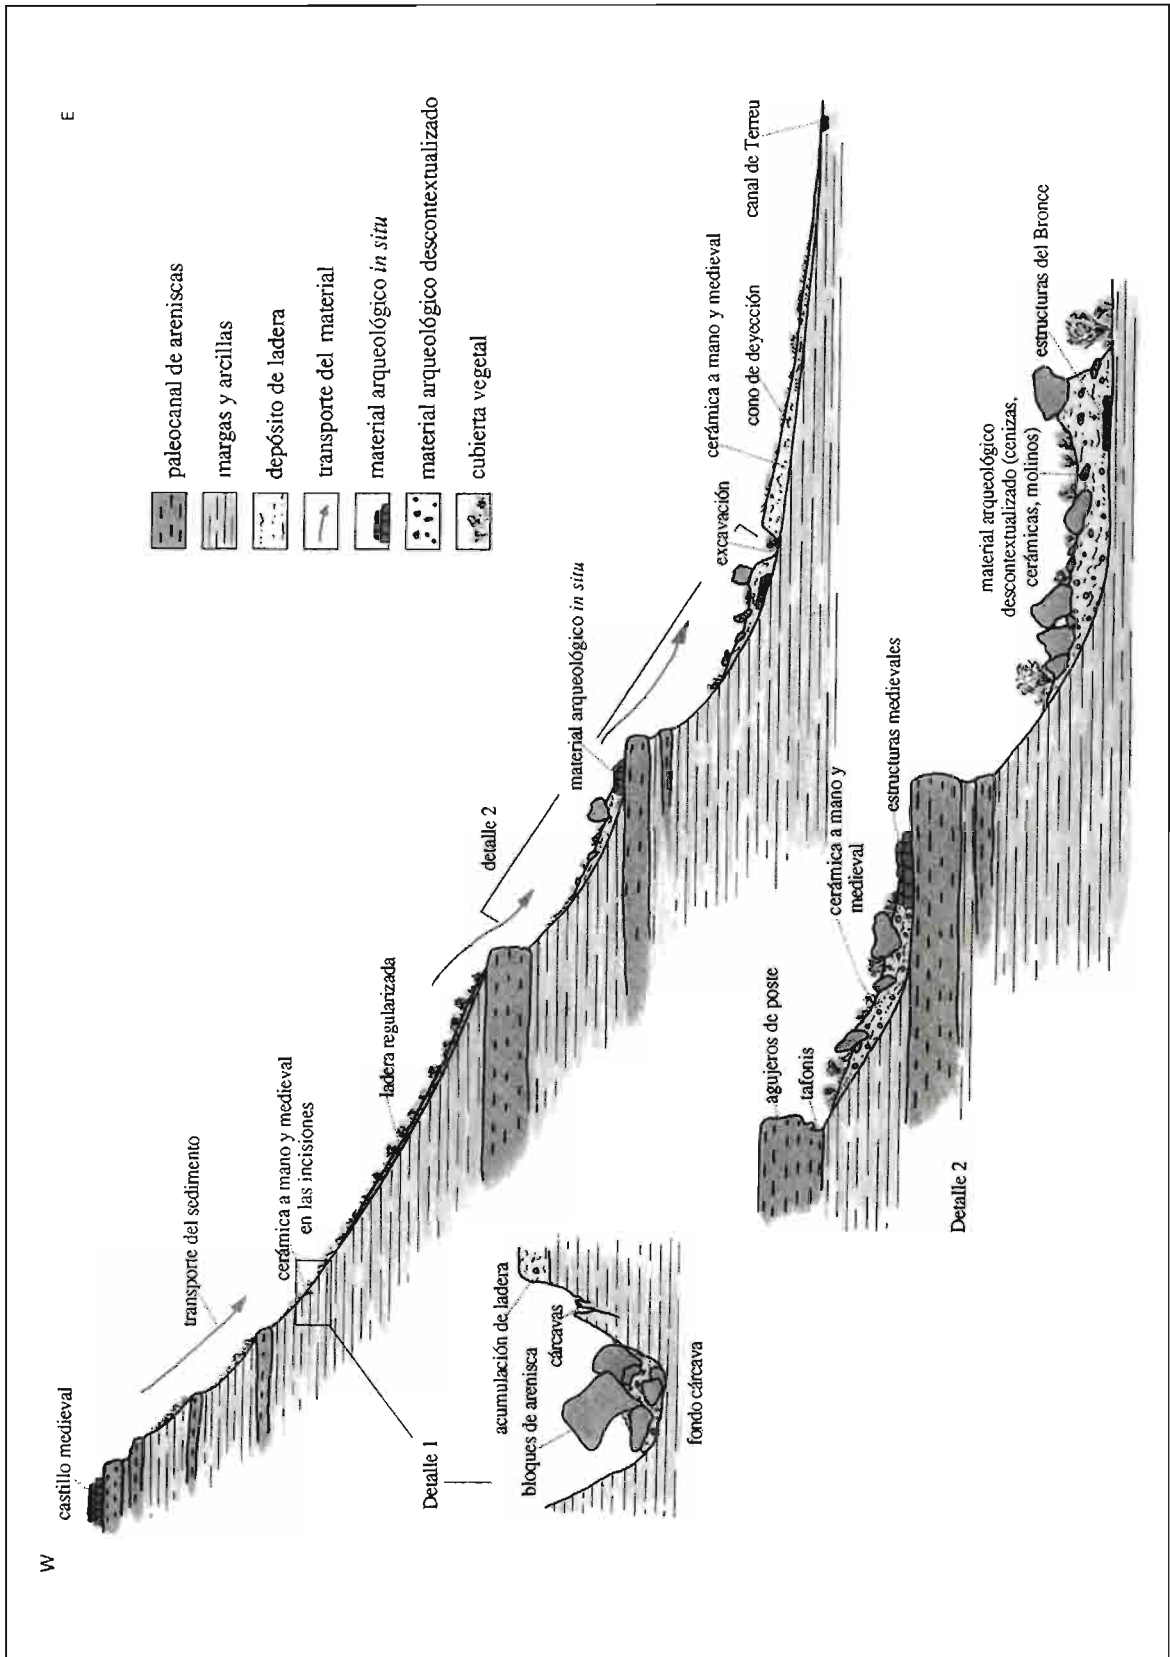 W
E
castillo medieval
transporte del sedimento
cerámica a mano y medieval
en las incisiones
ladera regularizada
detalle 2
material arqueológico in situ
excavación
cerámica a mano y medieval
cono de deyección
canal de Terreu
paleocanal de areniscas
margas y arcillas
depósito de ladera
transporte del material
material arqueológico in situ
material arqueológico descontextualizado
cubierta vegetal
Detalle 1
acumulación de ladera
bloques de arenisca
cárcavas
fondo cárcava
agujeros de poste
tafonis
cerámica a mano y
medieval
estructuras medievales
material arqueológico
descontextualizado (cenizas,
cerámicas, molinos)
estructuras del Bronce
Detalle 2